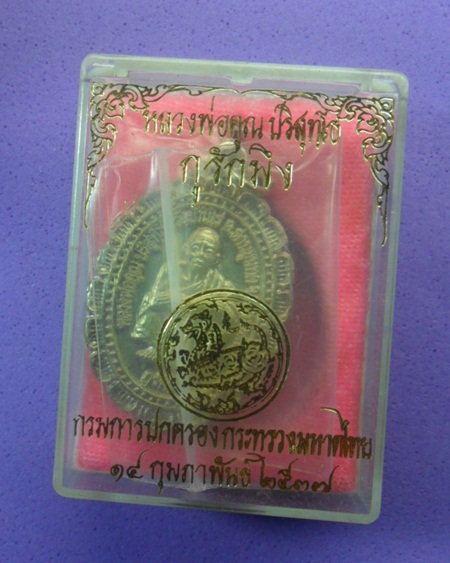 หลวงพ่อคูณ ปริสุทโธ
กูรักมึง
กรมการปกครอง กระทรวงมหาดไทย
๑๔ กุมภาพันธ์ ๒๕๓๗